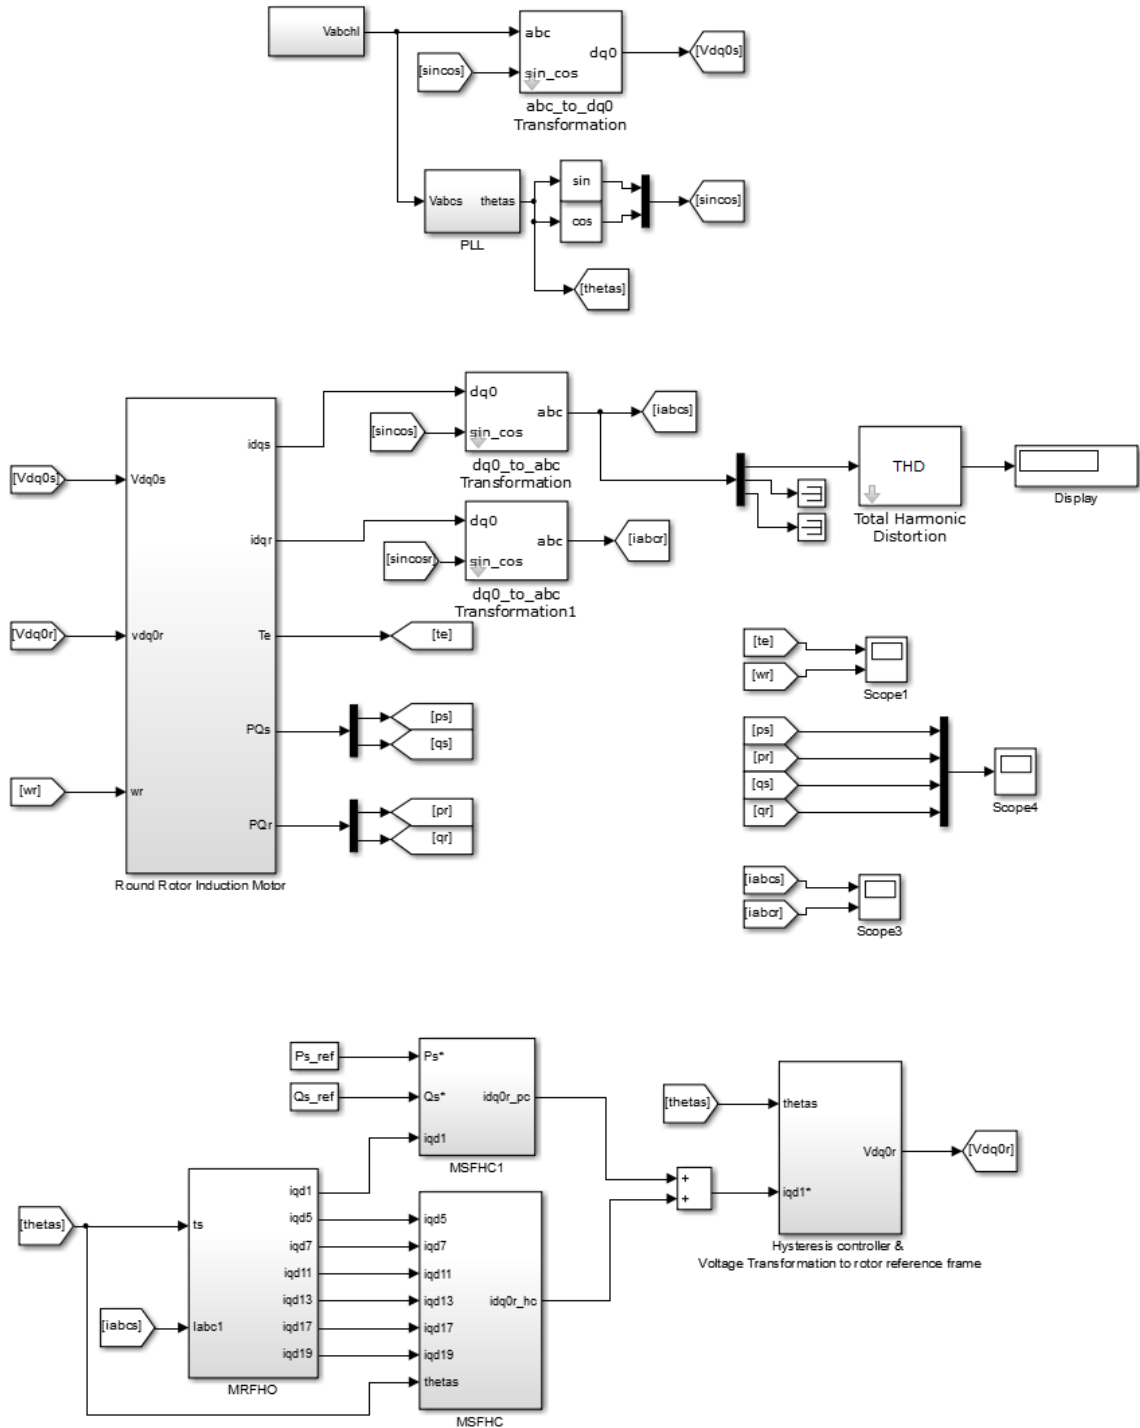 Vabchl
abc
sin_cos
dq0
abc_to_dq0
Transformation
[sincos]
[Vdq0s]
Vabcs
thetas
PLL
sin
cos
[sincos]
[thetas]
[Vdq0s]
[Vdq0r]
[wr]
Vdq0s
vdq0r
wr
idqs
idqr
Te
PQs
PQr
Round Rotor Induction Motor
[sincos]
dq0
sin_cos
abc
dq0_to_abc
Transformation
[iabcs]
[sincosr]
dq0
sin_cos
abc
dq0_to_abc
Transformation1
[iabcr]
[te]
[ps]
[qs]
[pr]
[qr]
THD
Total Harmonic
Distortion
Display
[te]
[wr]
Scope1
[ps]
[pr]
[qs]
[qr]
Scope4
[iabcs]
[iabcr]
Scope3
Ps_ref
Qs_ref
Ps*
Qs*
iqd1
idq0r_pc
MSFHC1
[thetas]
[iabcs]
ts
Iabc1
iqd1
iqd5
iqd7
iqd11
iqd13
iqd17
iqd19
MRFHO
iqd5
iqd7
iqd11
iqd13
iqd17
iqd19
thetas
idq0r_hc
MSFHC
+
+
[thetas]
thetas
iqd1*
Vdq0r
[Vdq0r]
Hysteresis controller &
Voltage Transformation to rotor reference frame